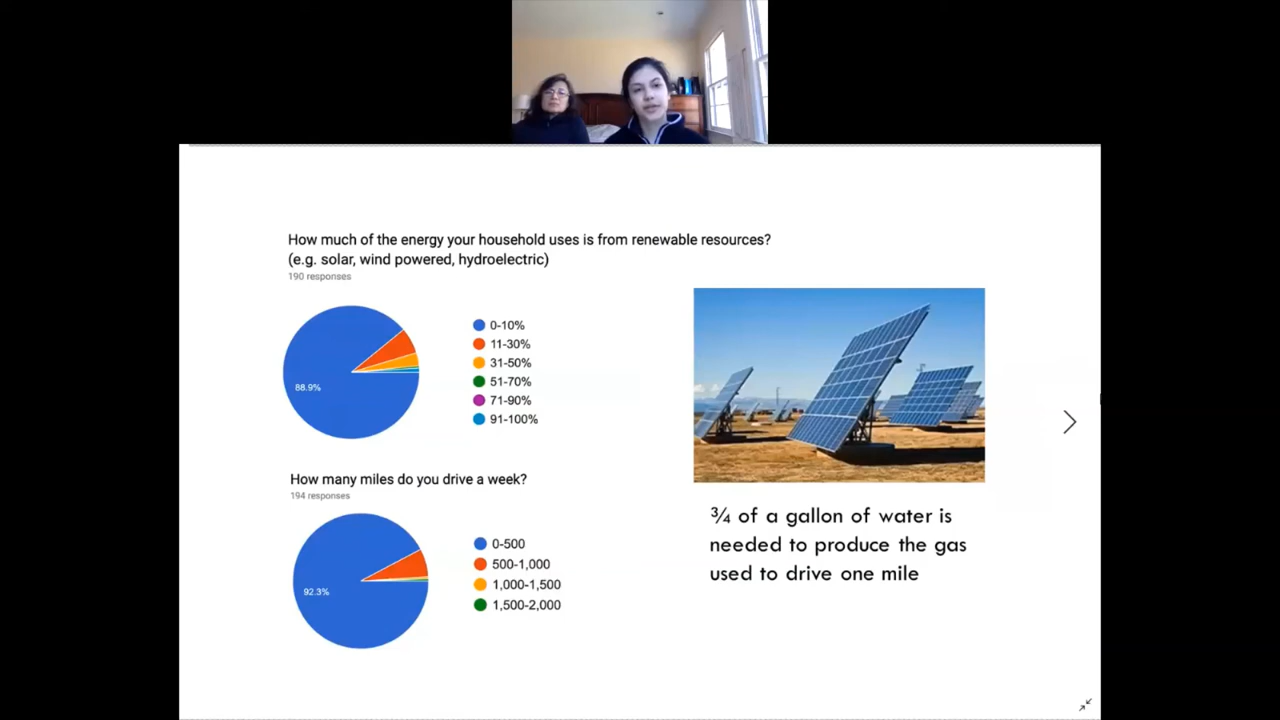 How much of the energy your household uses is from renewable resources?
(e.g. solar, wind powered, hydroelectric)
190 responses
88.9%
0-10%
11-30%
31-50%
51-70%
71-90%
91-100%
How many miles do you drive a week?
194 responses
92.3%
0-500
500-1,000
1,000-1,500
1,500-2,000
¾ of a gallon of water is
needed to produce the gas
used to drive one mile